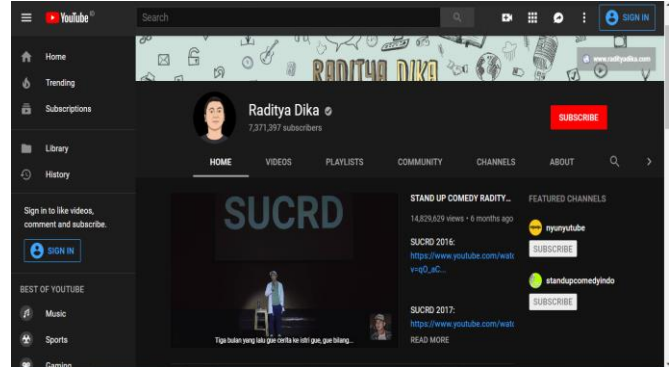 YouTube ID
Search
SIGN IN
Home
Trending
Subscriptions
Library
History
Sign in to like videos,
comment and subscribe.
SIGN IN
BEST OF YOUTUBE
Music
Sports
Gaming
RADITYA DIKA
www.radityadika.com
Raditya Dika
7,371,397 subscribers
SUBSCRIBE
HOME VIDEOS PLAYLISTS COMMUNITY CHANNELS ABOUT
SUCRD
Tiga bulan yang lalu gue cerita ke istri gue, gue bilang...
STAND UP COMEDY RADITY...
14,829,629 views • 6 months ago
SUCRD 2016:
https://www.youtube.com/watc
v=qO_aC...
SUCRD 2017:
https://www.youtube.com/watc
READ MORE
FEATURED CHANNELS
nyunyutube
SUBSCRIBE
standupcomedyindo
SUBSCRIBE